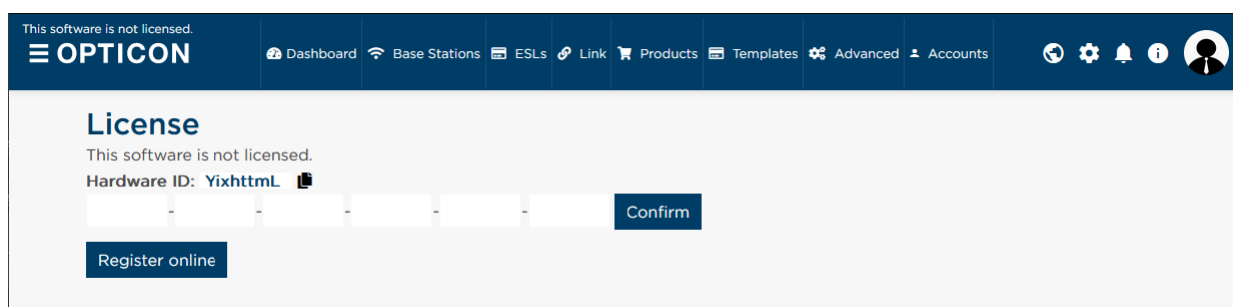 This software is not licensed.
OPTICON
Dashboard
Base Stations
ESLs
Link
Products
Templates
Advanced
Accounts
License
This software is not licensed.
Hardware ID: YixhttmL
- - - - -
Confirm
Register online